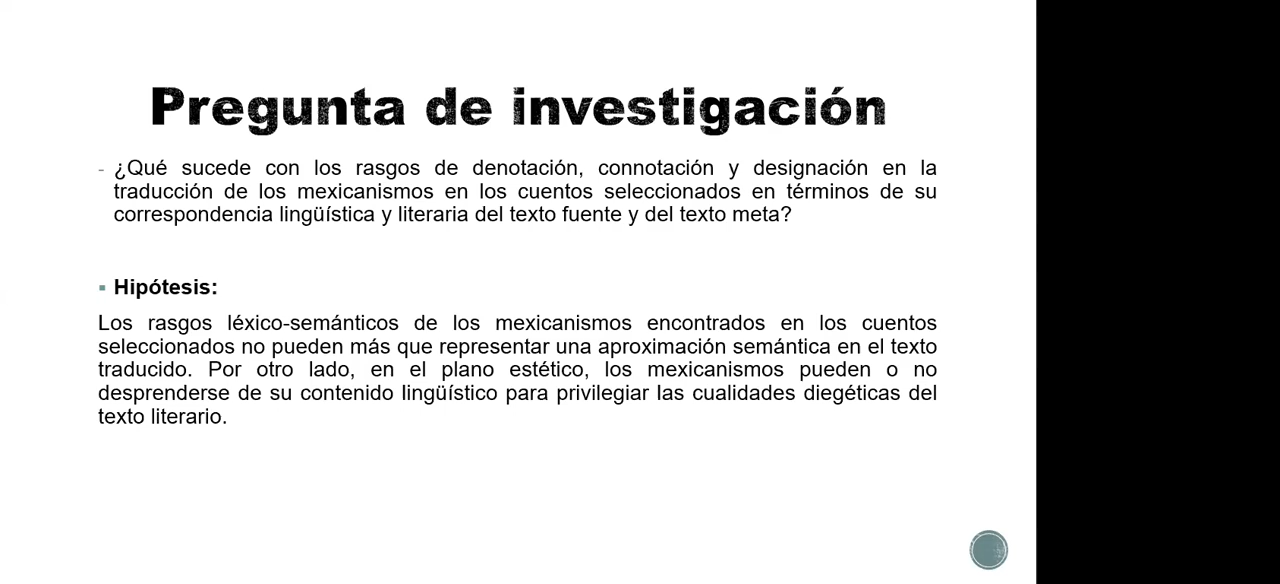 Pregunta de investigación
- ¿Qué sucede con los rasgos de denotación, connotación y designación en la
traducción de los mexicanismos en los cuentos seleccionados en términos de su
correspondencia lingüística y literaria del texto fuente y del texto meta?
▪ Hipótesis:
Los rasgos léxico-semánticos de los mexicanismos encontrados en los cuentos
seleccionados no pueden más que representar una aproximación semántica en el texto
traducido. Por otro lado, en el plano estético, los mexicanismos pueden o no
desprenderse de su contenido lingüístico para privilegiar las cualidades diegéticas del
texto literario.